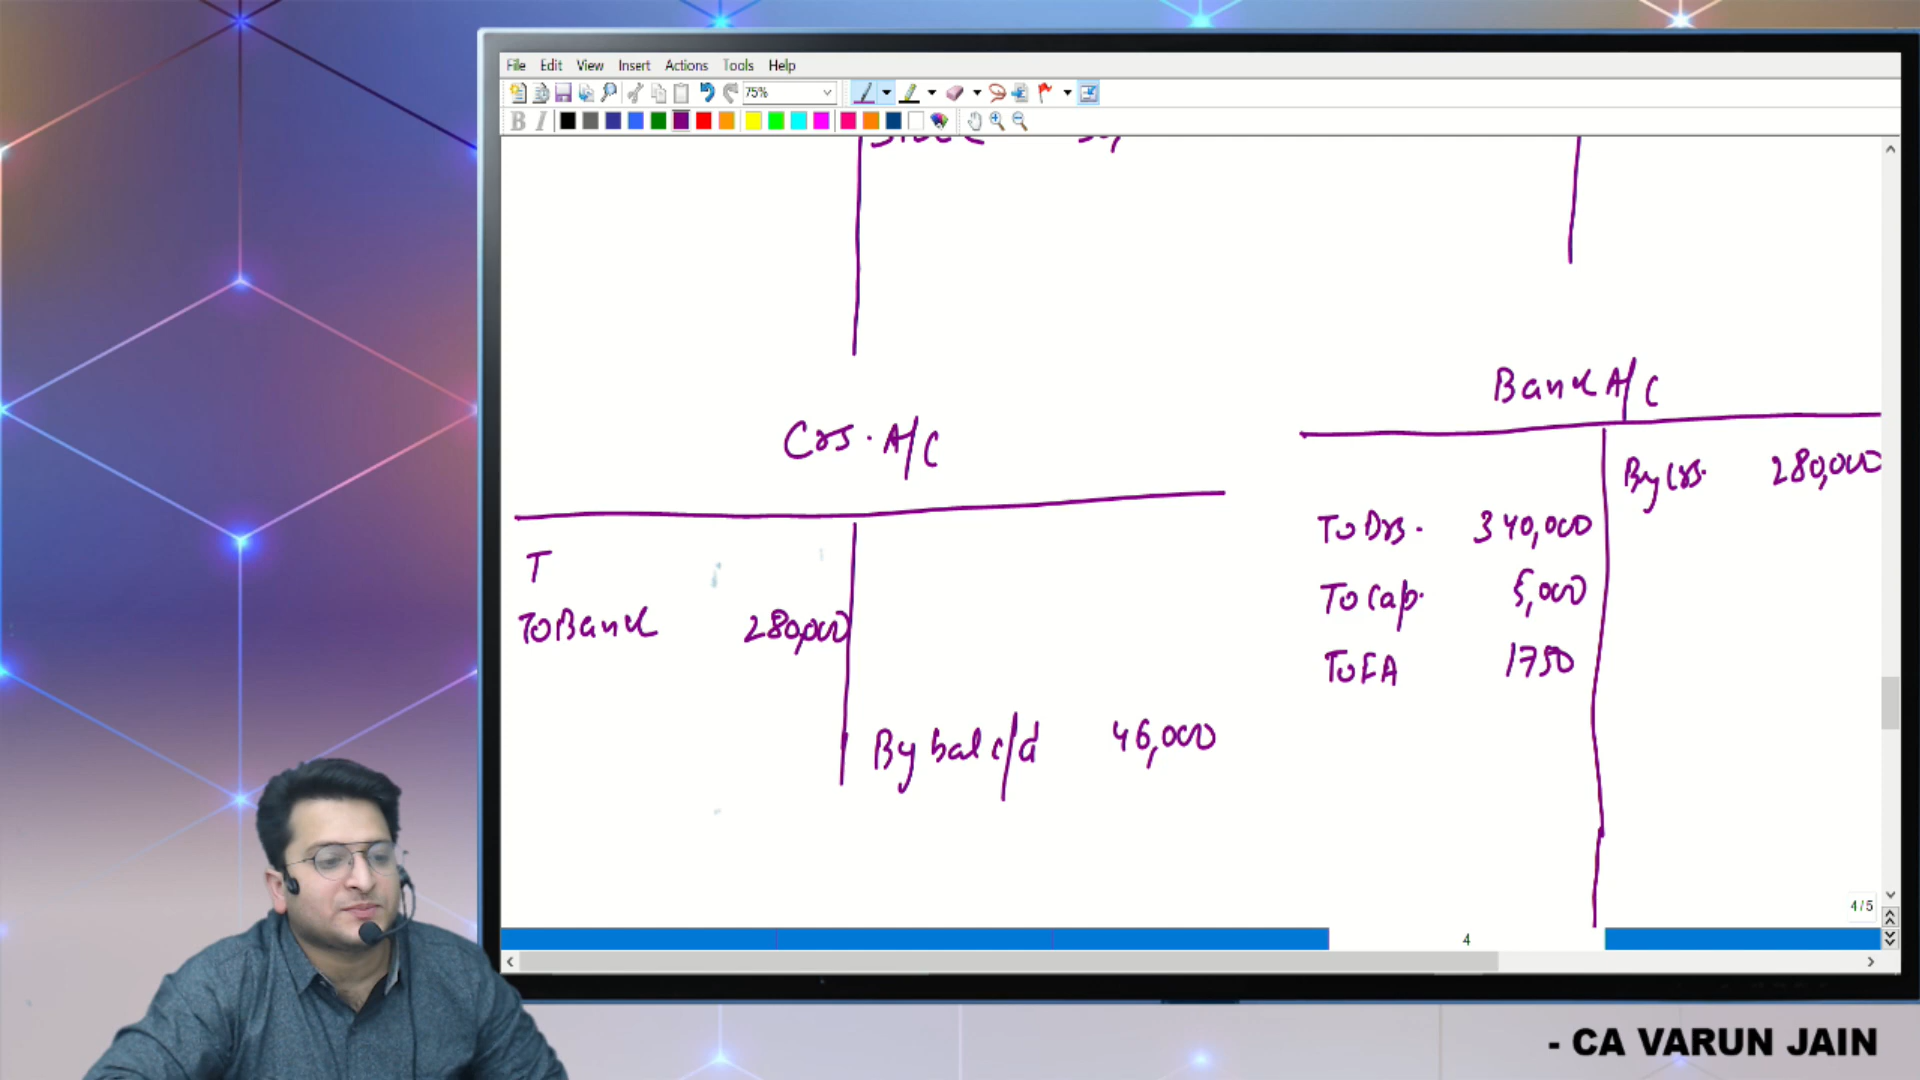 File Edit View Insert Actions Tools Help
75%
B I
Crs. A/C
T
To Bank 280,000
By bal c/d 46,000
Bank A/C
By Crs. 280,000
To Drs. 340,000
To Cap. 5,000
To FA 1750
4/5
4
- CA VARUN JAIN